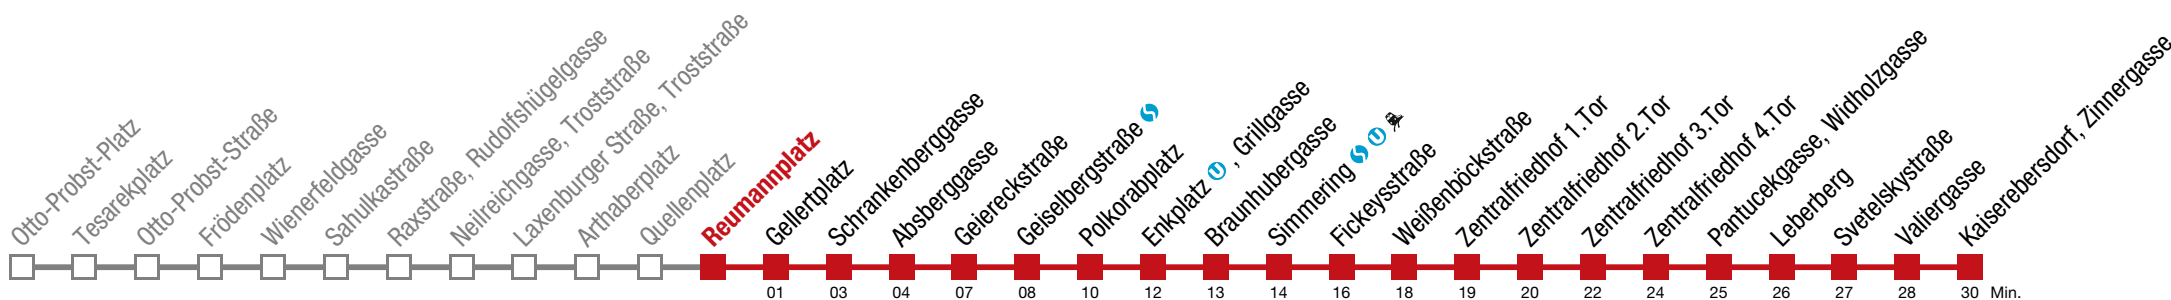 Otto-Probst-Platz
Tesarekplatz
Otto-Probst-Straße
Frödenplatz
Wienerfeldgasse
Sahulkastraße
Raxstraße, Rudolfshügelgasse
Neilreichgasse, Troststraße
Laxenburger Straße, Troststraße
Arthaberplatz
Quellenplatz
Reumannplatz
Gellertplatz
Schrankenberggasse
Absberggasse
Geiereckstraße
Geiselbergstraße S
Polkorabplatz
Enkplatz U , Grillgasse
Braunhubergasse
Simmering S U
Fickeysstraße
Weißenböckstraße
Zentralfriedhof 1.Tor
Zentralfriedhof 2.Tor
Zentralfriedhof 3.Tor
Zentralfriedhof 4.Tor
Pantucekgasse, Widholzgasse
Leberberg
Svetelskystraße
Valiergasse
Kaiserebersdorf, Zinnergasse
01 03 04 07 08 10 12 13 14 16 18 19 20 22 24 25 26 27 28 30 Min.